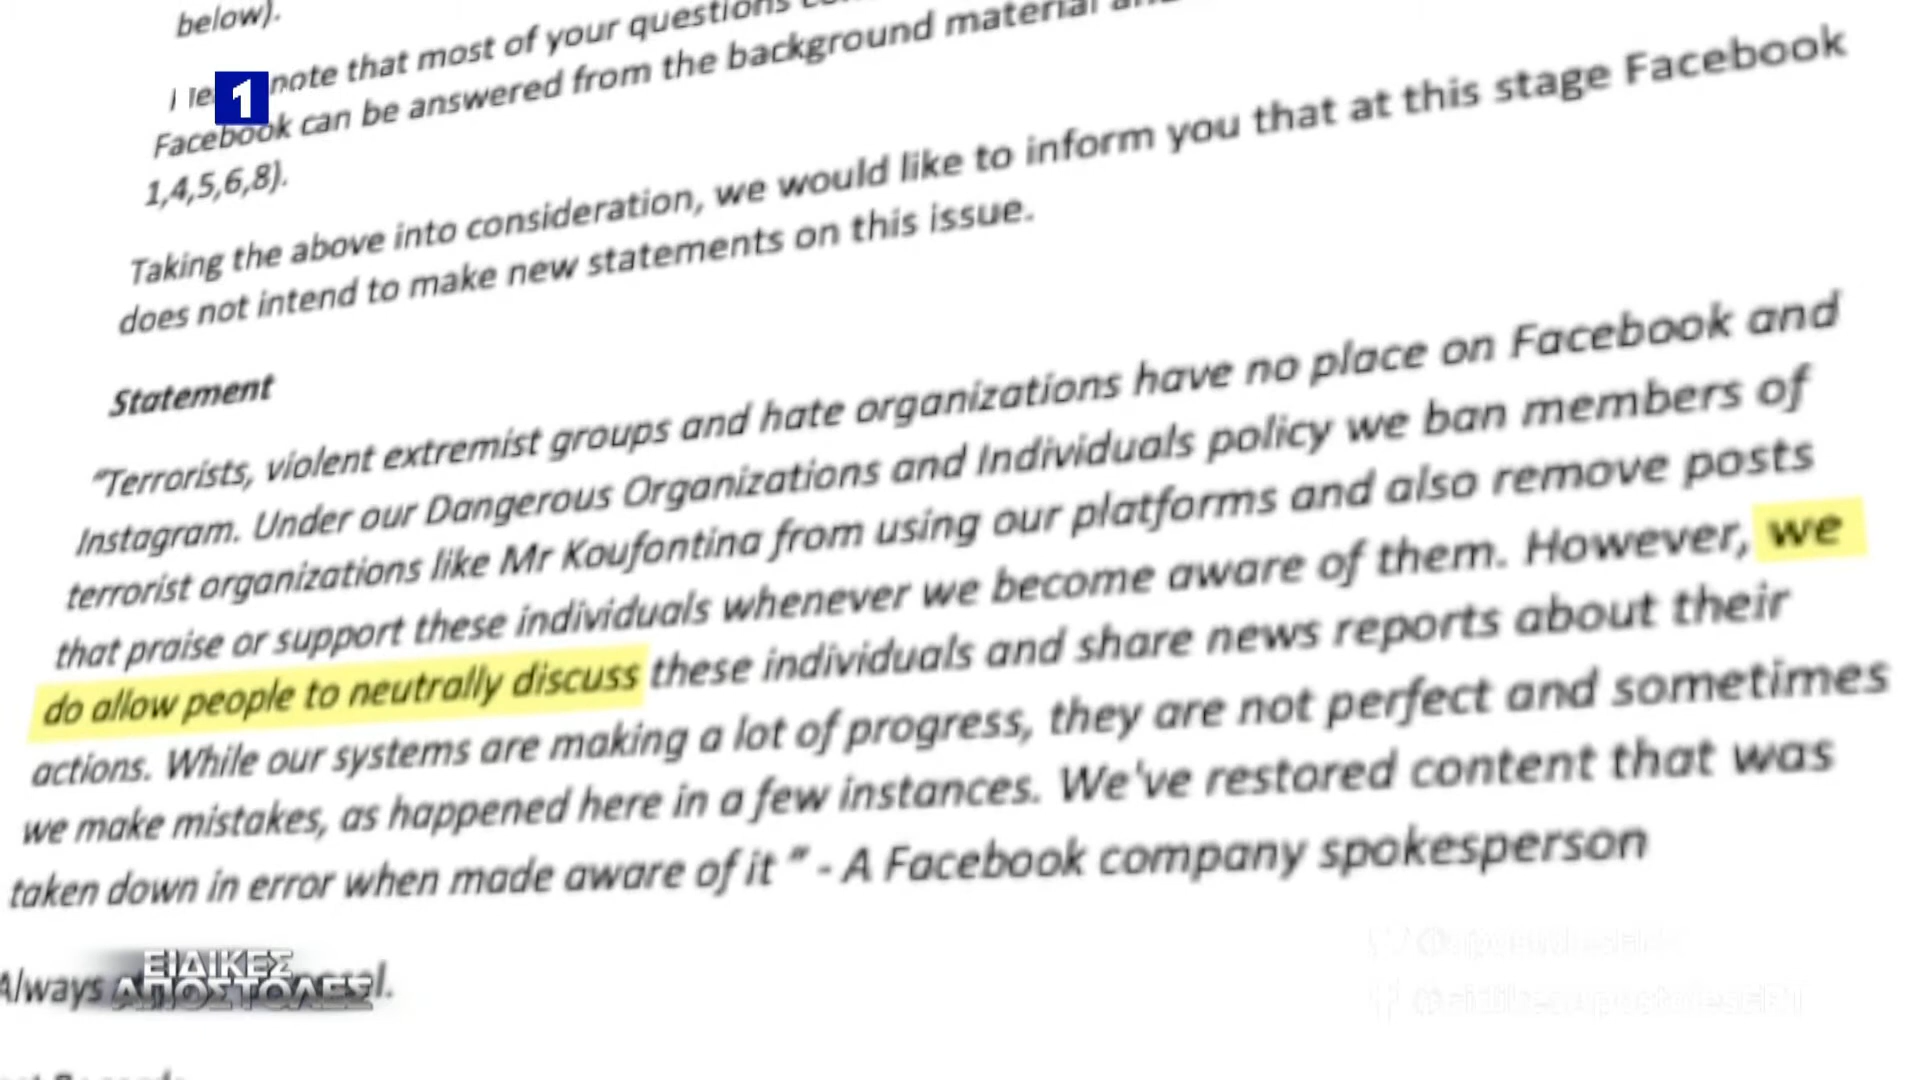 below).
note that most of your questions
1
Facebook can be answered from the background material
1,4,5,6,8).
Taking the above into consideration, we would like to inform you that at this stage Facebook
does not intend to make new statements on this issue.
Statement
"Terrorists, violent extremist groups and hate organizations have no place on Facebook and
Instagram. Under our Dangerous Organizations and Individuals policy we ban members of
terrorist organizations like Mr Koufontina from using our platforms and also remove posts
that praise or support these individuals whenever we become aware of them. However, we
do allow people to neutrally discuss these individuals and share news reports about their
actions. While our systems are making a lot of progress, they are not perfect and sometimes
we make mistakes, as happened here in a few instances. We've restored content that was
taken down in error when made aware of it " - A Facebook company spokesperson
Always
ΕΙΔΙΚΕΣ
ΑΠΟΣΤΟΛΕΣ